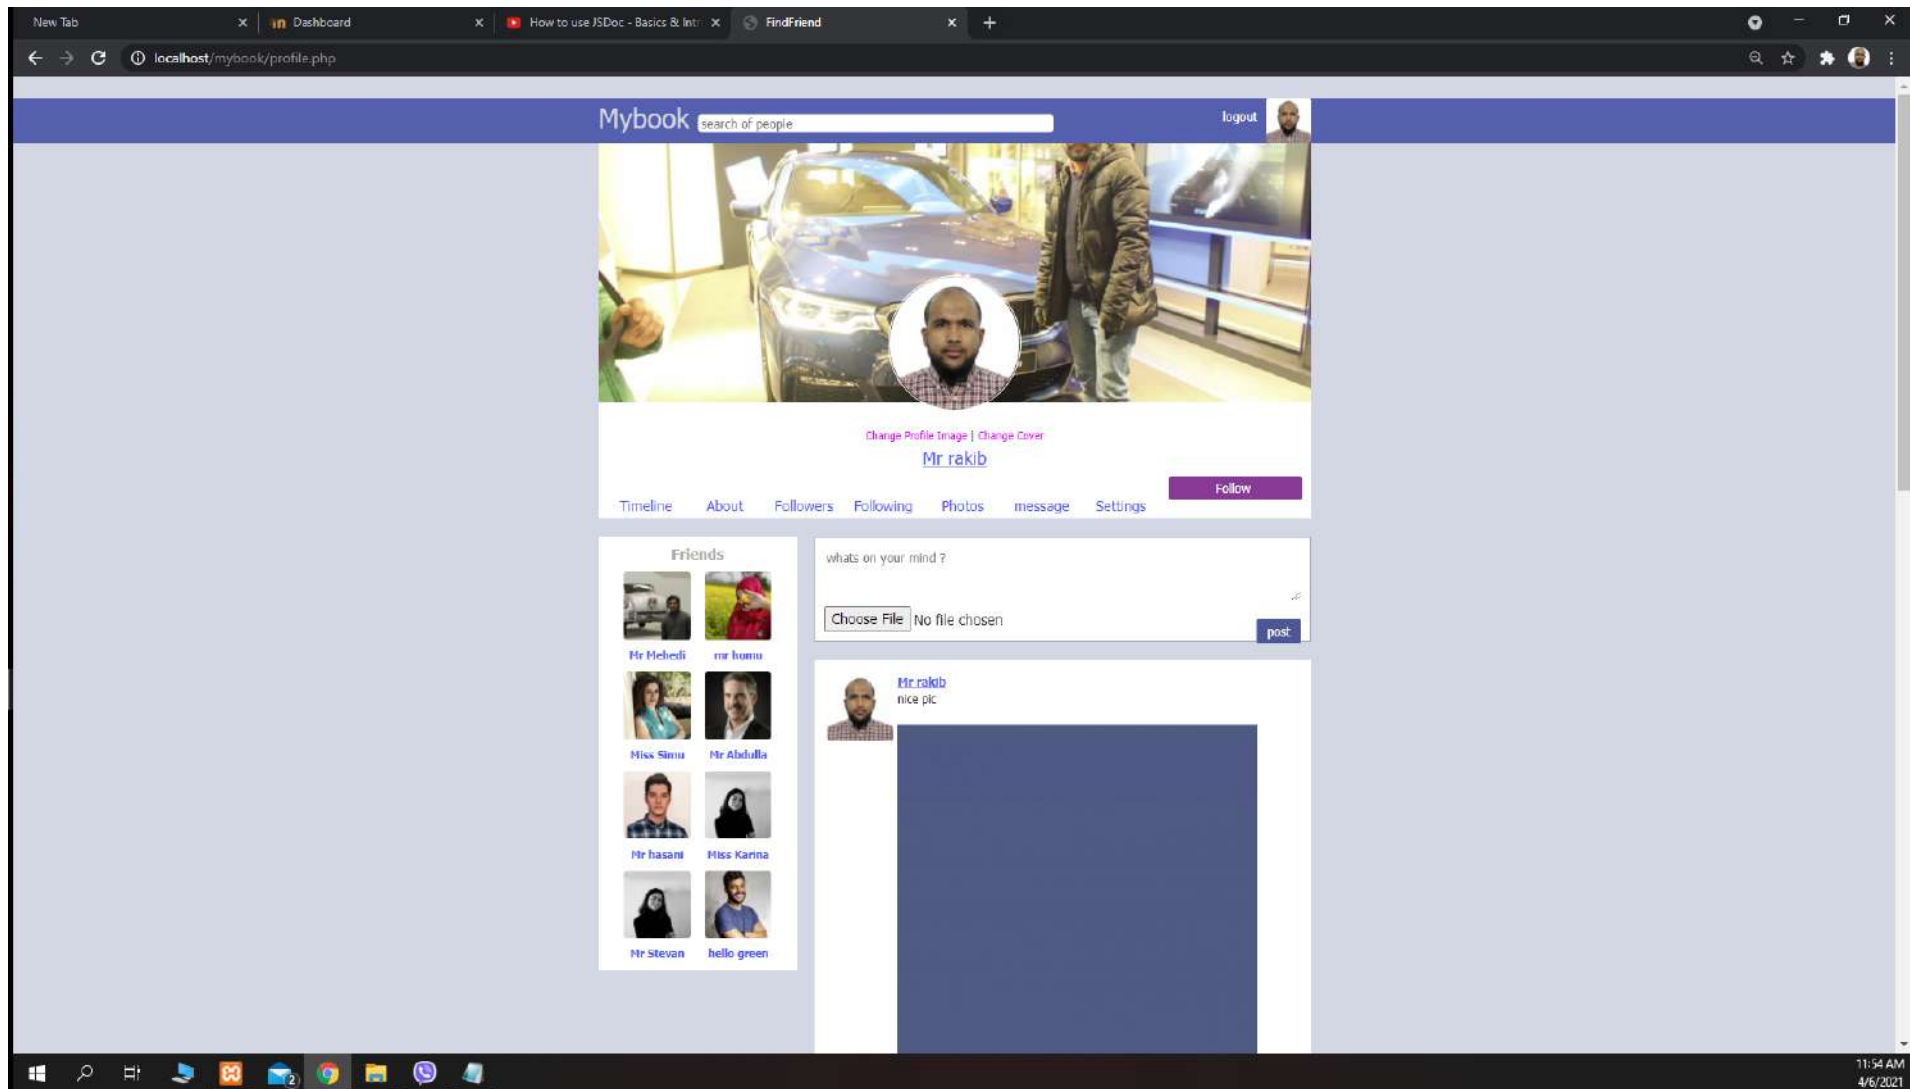 New Tab
Dashboard
How to use JSDoc - Basics & Intr
FindFriend
localhost/mybook/profile.php
Mybook
search of people
logout
Change Profile Image | Change Cover
Mr rakib
Follow
Timeline About Followers Following Photos message Settings
Friends
Mr Mehedi mr humu
Miss Simu Mr Abdulla
Mr hasani Miss Karina
Mr Stevan hello green
whats on your mind ?
Choose File No file chosen
post
Mr rakib
nice pic
2
11:54 AM
4/6/2021